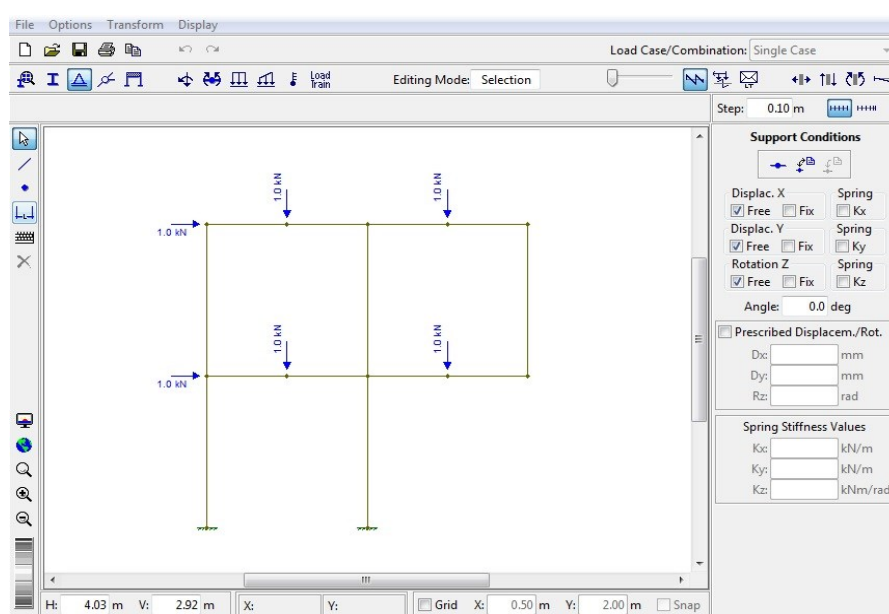 File Options Transform Display
Load Case/Combination: Single Case
Load Train
Editing Mode: Selection
LT
Step: 0.10 m
Support Conditions
Displac. X Spring
Free Fix Kx
Displac. Y Spring
Free Fix Ky
Rotation Z Spring
Free Fix Kz
Angle: 0.0 deg
Prescribed Displacem./Rot.
Dx: mm
Dy: mm
Rz: rad
Spring Stiffness Values
Kx: kN/m
Ky: kN/m
Kz: kNm/rad
1.0 kN
1.0 kN
1.0 kN
1.0 kN
1.0 kN
1.0 kN
H: 4.03 m V: 2.92 m X: Y: Grid X: 0.50 m Y: 2.00 m Snap